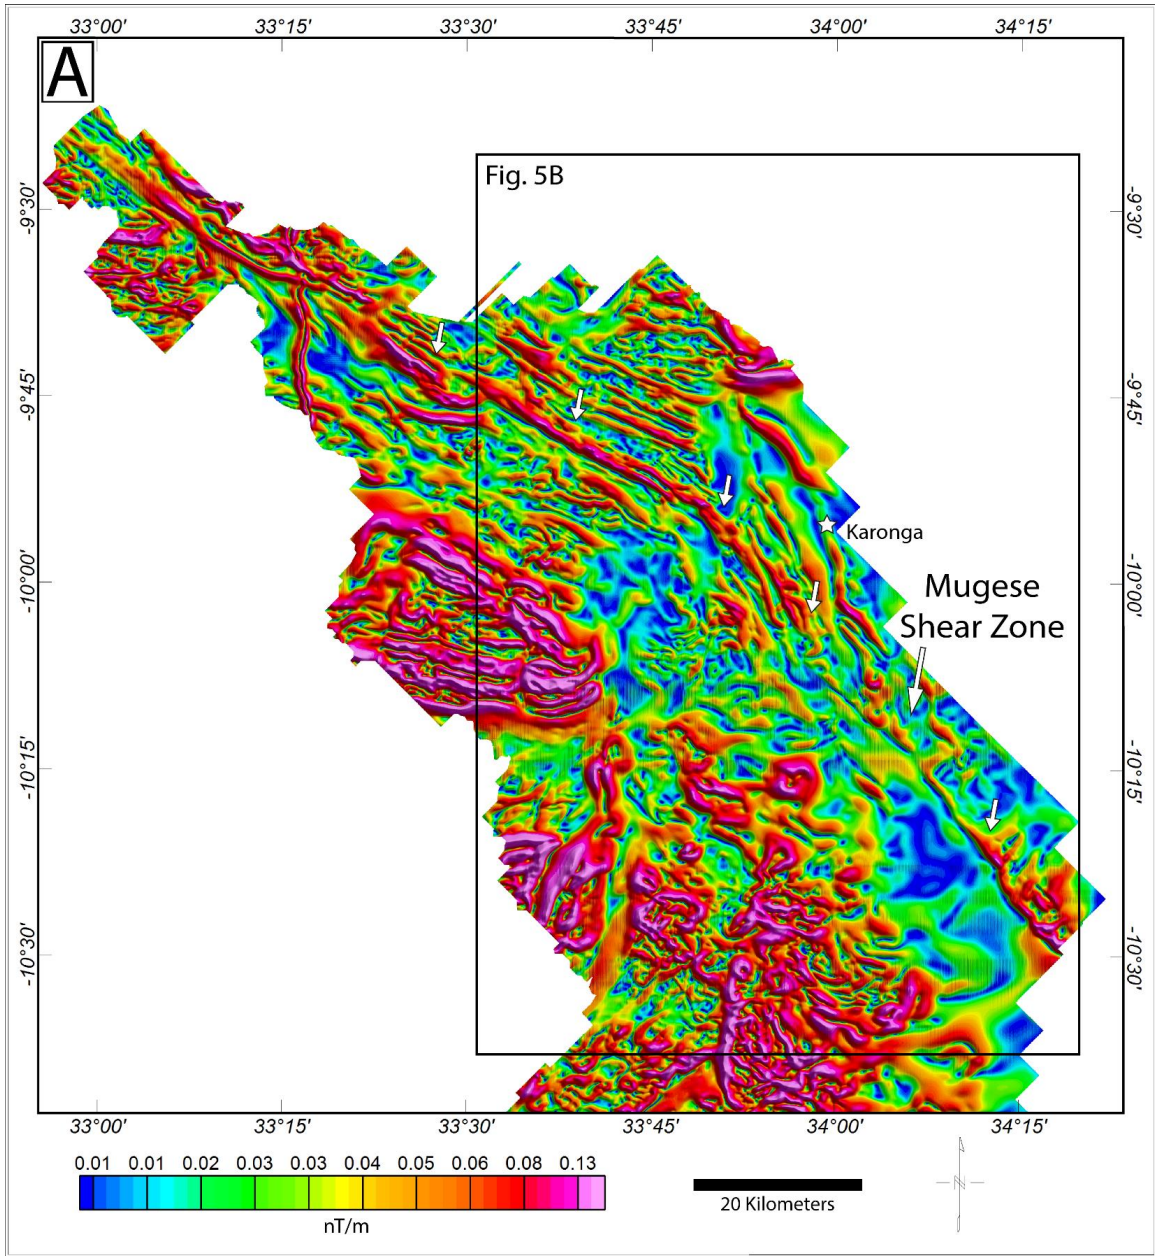 A
33°00' 33°15' 33°30' 33°45' 34°00' 34°15'
Fig. 5B
-9°30' -9°30'
-9°45' -9°45'
Karonga
-10°00' -10°00'
Mugese
Shear Zone
-10°15' -10°15'
-10°30' -10°30'
33°00' 33°15' 33°30' 33°45' 34°00' 34°15'
0.01 0.01 0.02 0.03 0.03 0.04 0.05 0.06 0.08 0.13
nT/m
20 Kilometers
N